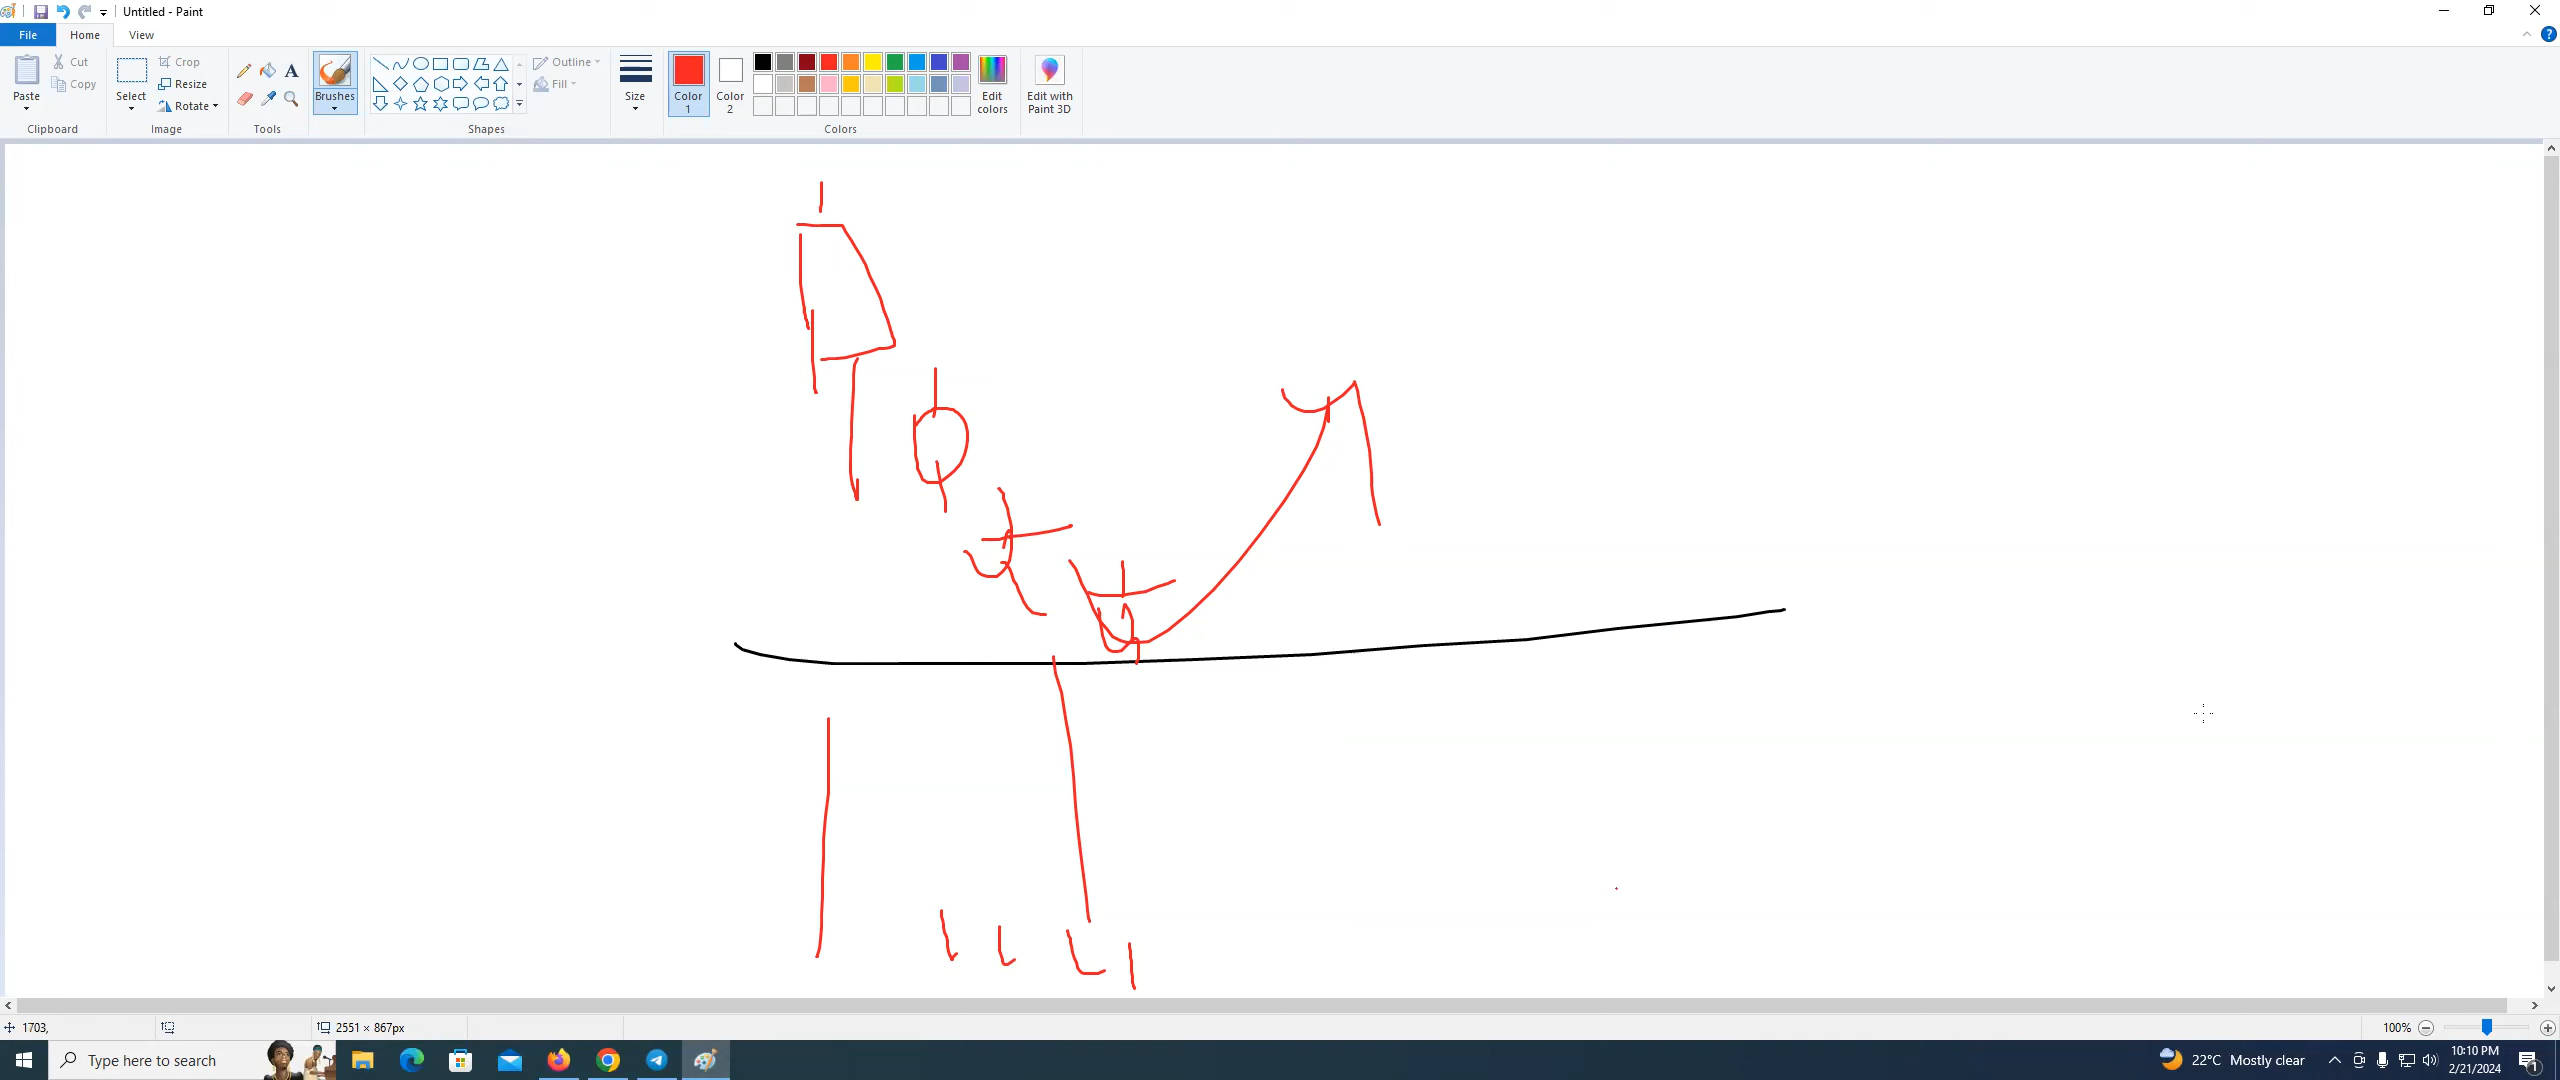 Untitled - Paint
File Home View
Paste Cut Copy Select Crop Resize Rotate Brushes Outline Fill Size Color 1 Color 2 Edit colors Edit with Paint 3D
Clipboard Image Tools Shapes Colors
1703, 2551 × 867px 100%
Type here to search 22°C Mostly clear 10:10 PM 2/21/2024 1